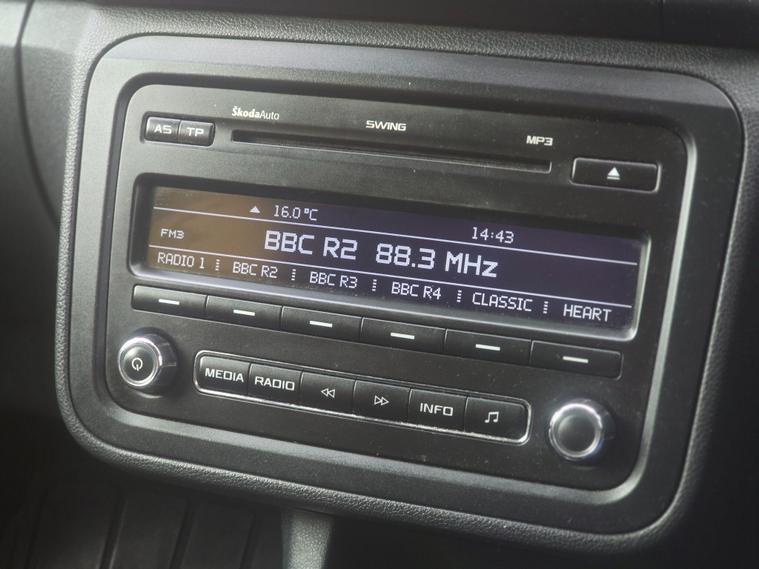 ŠkodaAuto SWING MP3
AS TP
16.0°C 14:43
FM3 BBC R2 88.3 MHz
RADIO 1 BBC R2 BBC R3 BBC R4 CLASSIC HEART
MEDIA RADIO INFO